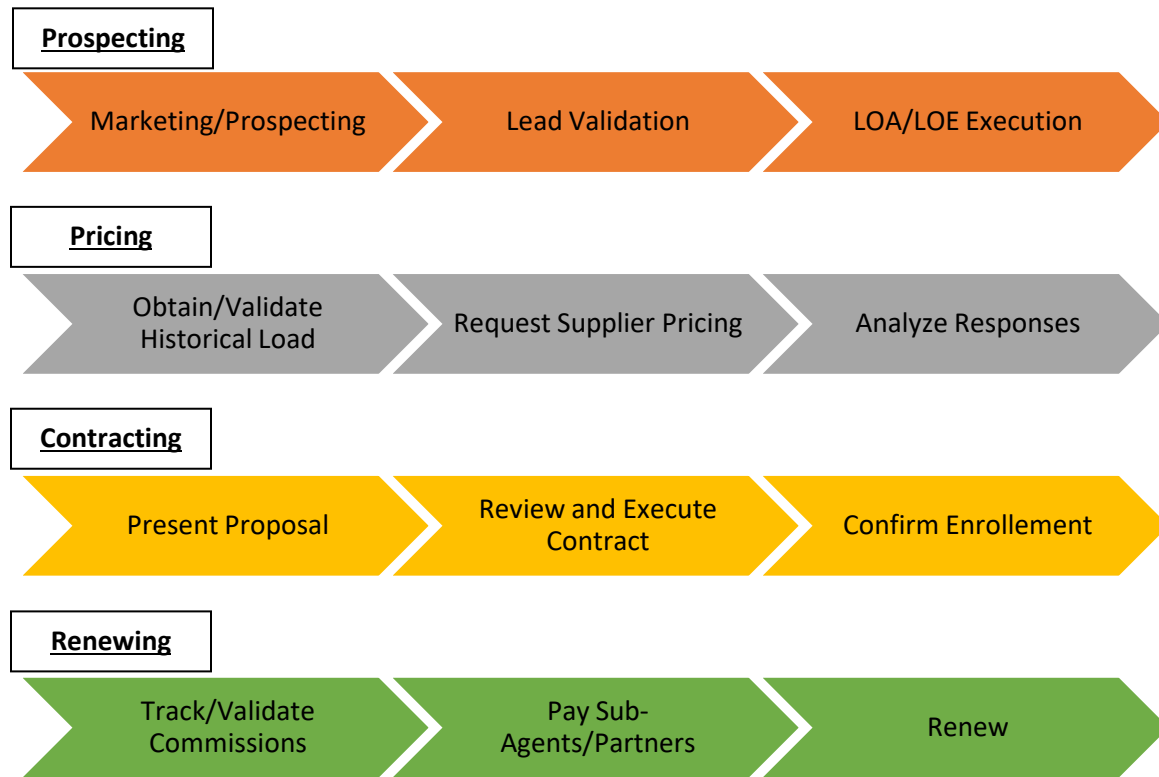 Prospecting
Marketing/Prospecting
Lead Validation
LOA/LOE Execution
Pricing
Obtain/Validate
Historical Load
Request Supplier Pricing
Analyze Responses
Contracting
Present Proposal
Review and Execute
Contract
Confirm Enrollement
Renewing
Track/Validate
Commissions
Pay Sub-
Agents/Partners
Renew